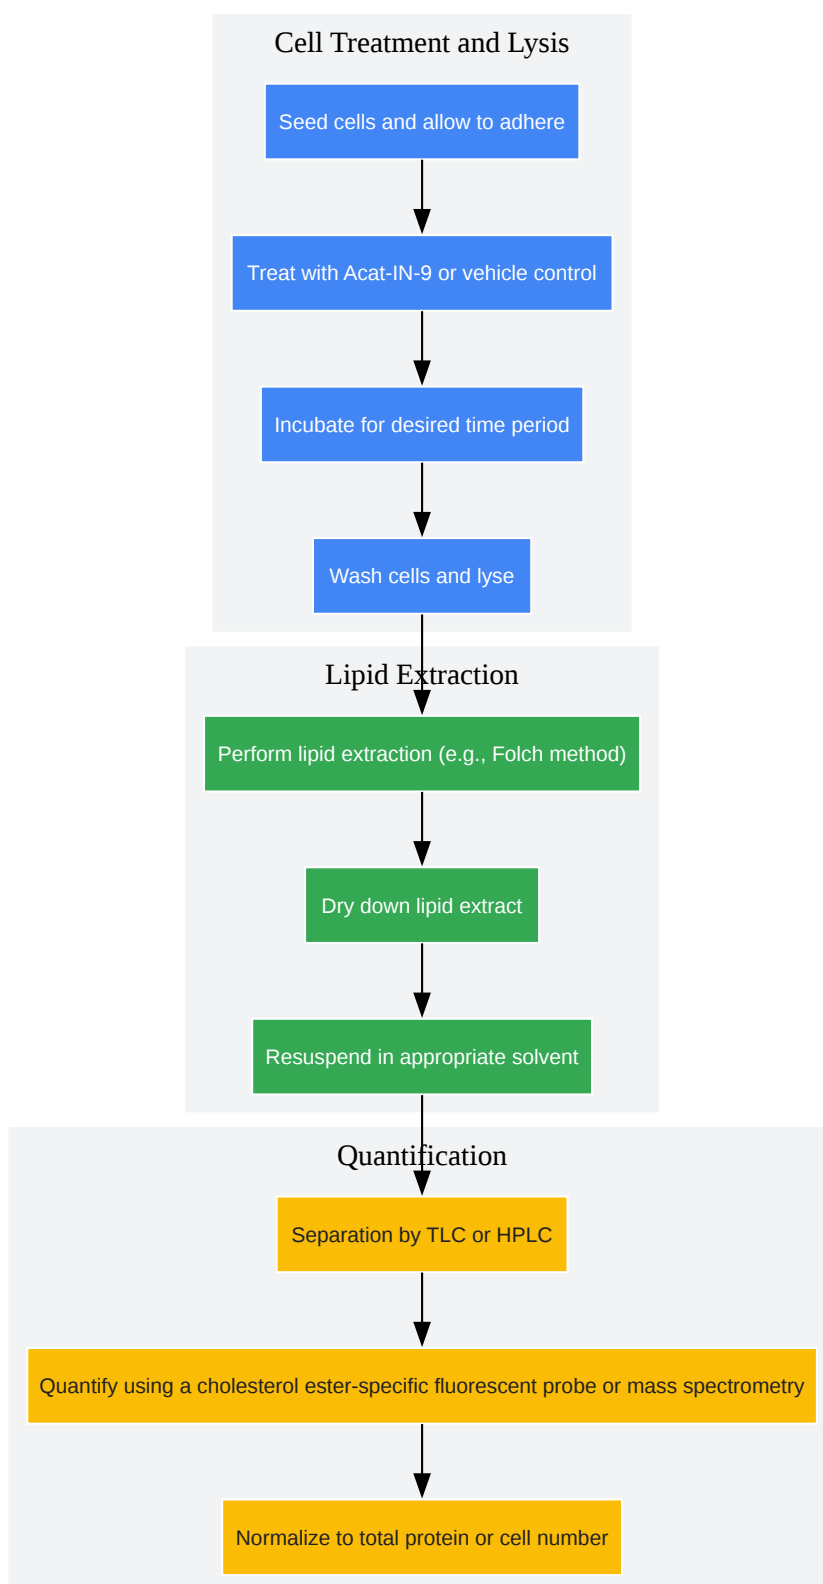 Cell Treatment and Lysis
Seed cells and allow to adhere
Treat with Acat-IN-9 or vehicle control
Incubate for desired time period
Wash cells and lyse
Lipid Extraction
Perform lipid extraction (e.g., Folch method)
Dry down lipid extract
Resuspend in appropriate solvent
Quantification
Separation by TLC or HPLC
Quantify using a cholesterol ester-specific fluorescent probe or mass spectrometry
Normalize to total protein or cell number